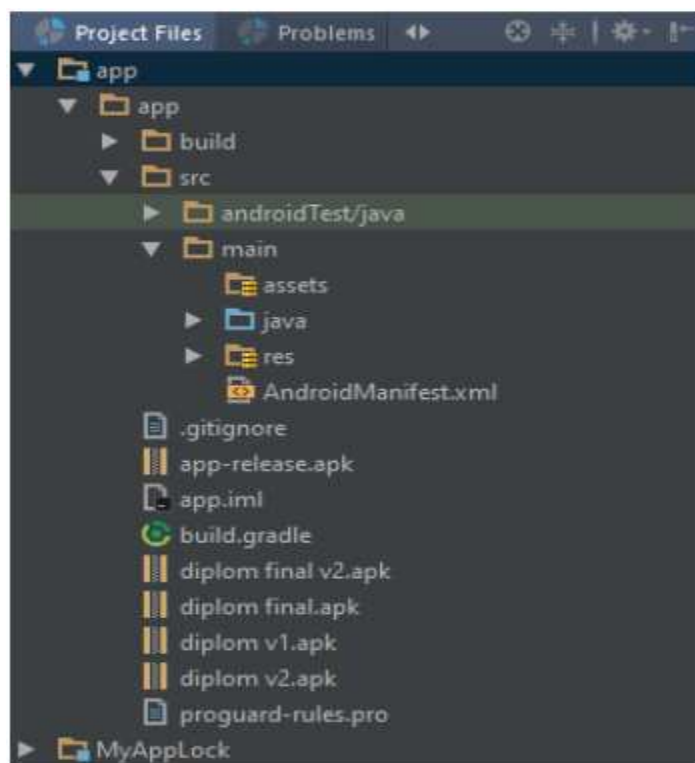 Project Files Problems
app
app
build
src
androidTest/java
main
assets
java
res
AndroidManifest.xml
.gitignore
app-release.apk
app.iml
build.gradle
diplom final v2.apk
diplom final.apk
diplom v1.apk
diplom v2.apk
proguard-rules.pro
MyAppLock